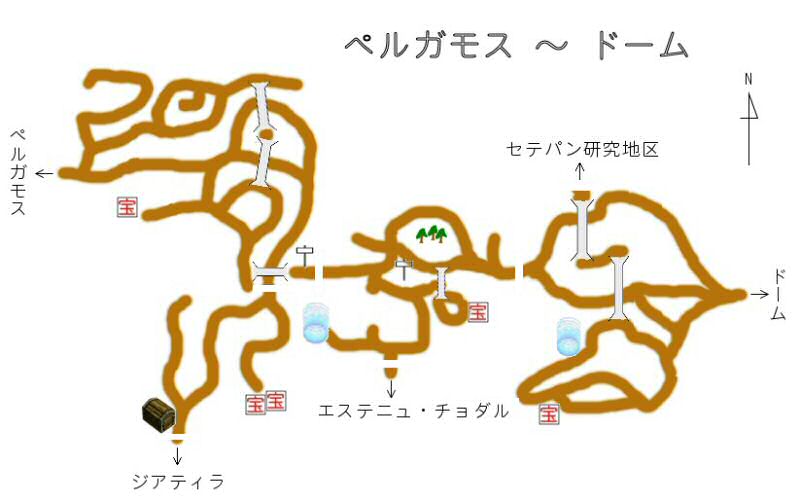 ペルガモス ～ ドーム
N
セテパン研究地区
ペルガモス
宝
ドーム
宝
宝 宝
宝
エステニュ・チョダル
ジアティラ